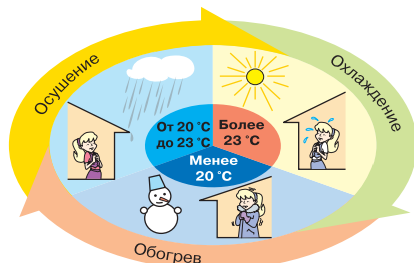 Осушение
Охлаждение
От 20 °C
до 23 °C
Более
23 °C
Менее
20 °C
Обогрев